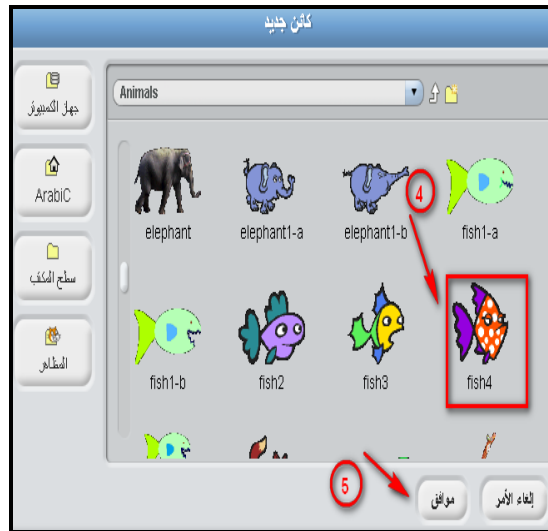 كائن جديد
جهاز الكمبيوتر
ArabiC
سطح المكتب
المظاهر
Animals
elephant
elephant1-a
elephant1-b
fish1-a
4
fish1-b
fish2
fish3
fish4
5
موافق
إلغاء الأمر